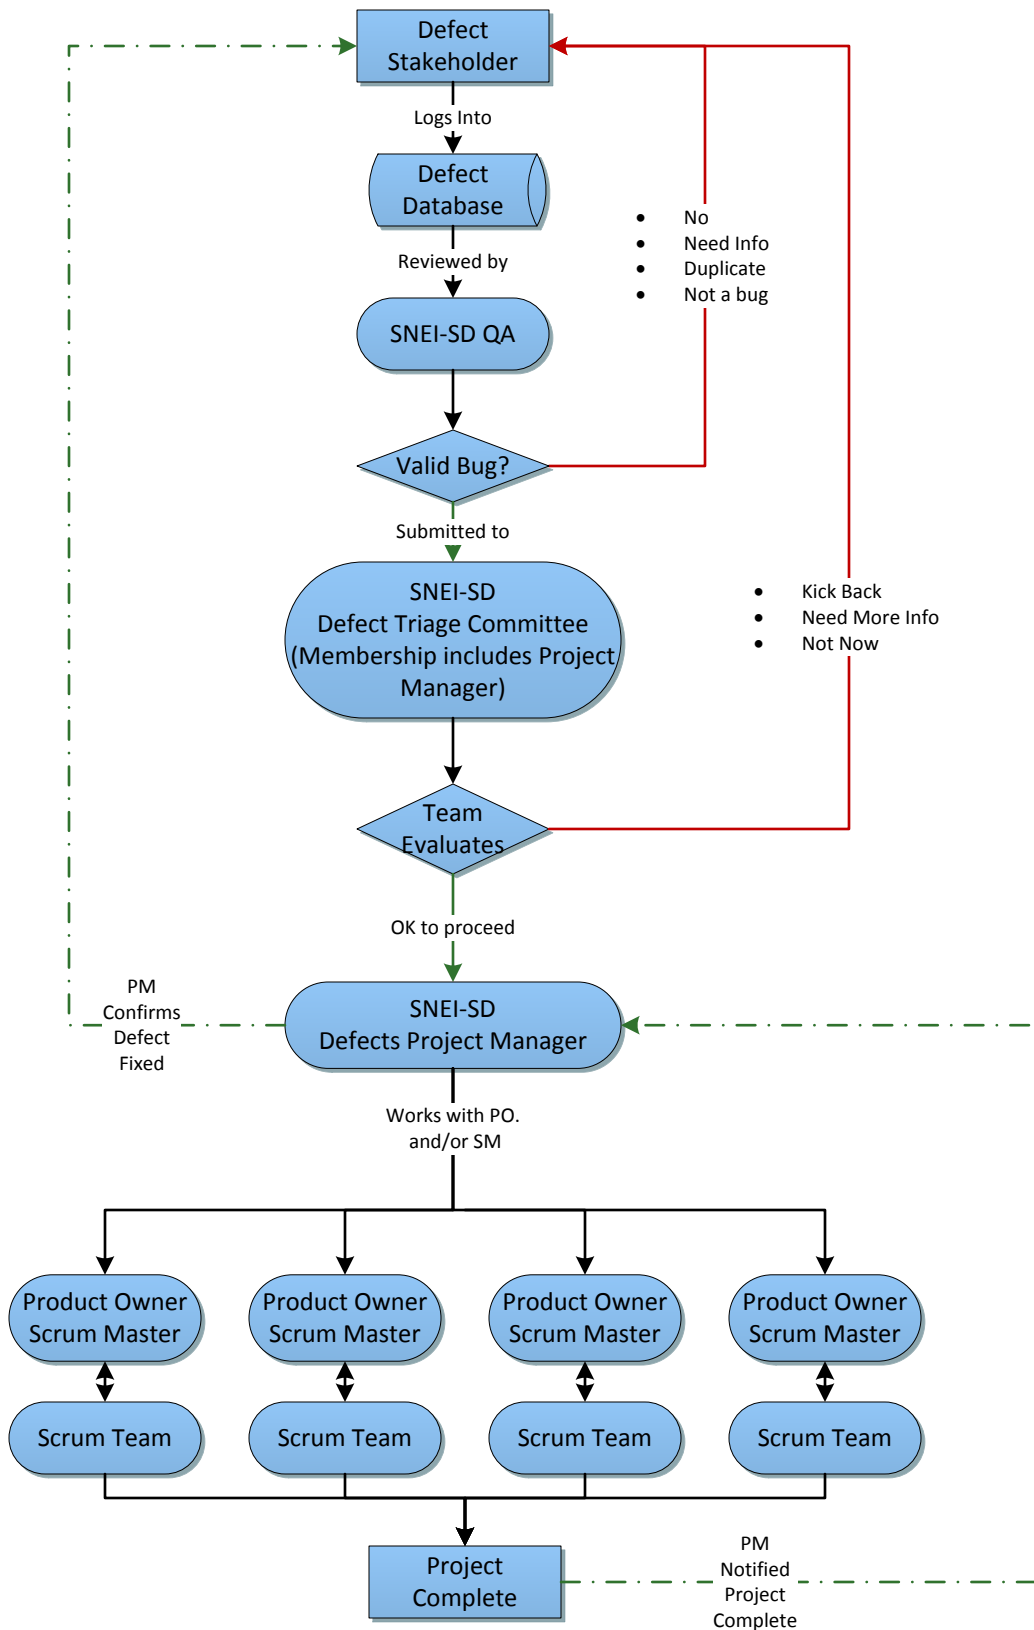 Defect
Stakeholder
Logs Into
Defect
Database
• No
• Need Info
• Duplicate
• Not a bug
Reviewed by
SNEI-SD QA
Valid Bug?
Submitted to
SNEI-SD
Defect Triage Committee
(Membership includes Project
Manager)
• Kick Back
• Need More Info
• Not Now
Team
Evaluates
OK to proceed
PM
Confirms
Defect
Fixed
SNEI-SD
Defects Project Manager
Works with PO.
and/or SM
Product Owner
Scrum Master
Product Owner
Scrum Master
Product Owner
Scrum Master
Product Owner
Scrum Master
Scrum Team
Scrum Team
Scrum Team
Scrum Team
Project
Complete
PM
Notified
Project
Complete